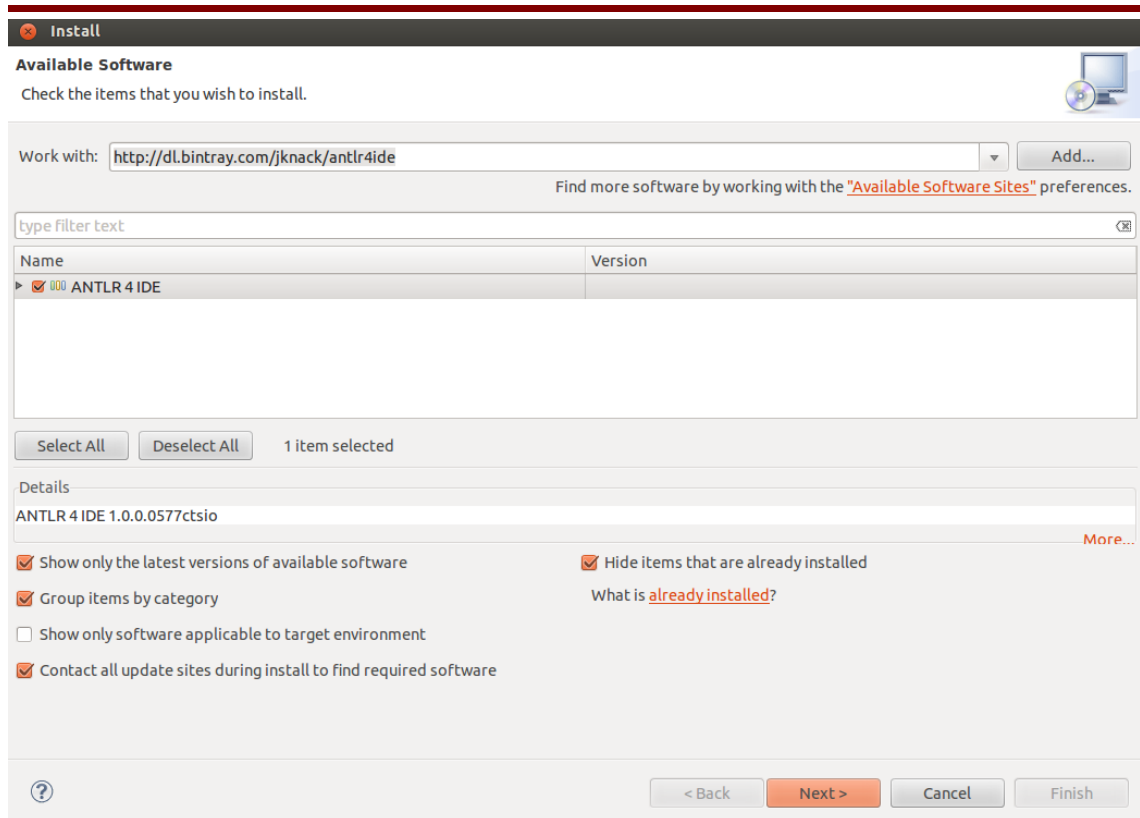 Install
Available Software
Check the items that you wish to install.
Work with: http://dl.bintray.com/jknack/antlr4ide Add...
Find more software by working with the "Available Software Sites" preferences.
type filter text
Name Version
ANTLR 4 IDE
Select All Deselect All 1 item selected
Details
ANTLR 4 IDE 1.0.0.0577ctsio
More...
Show only the latest versions of available software Hide items that are already installed
Group items by category What is already installed?
Show only software applicable to target environment
Contact all update sites during install to find required software
? < Back Next > Cancel Finish